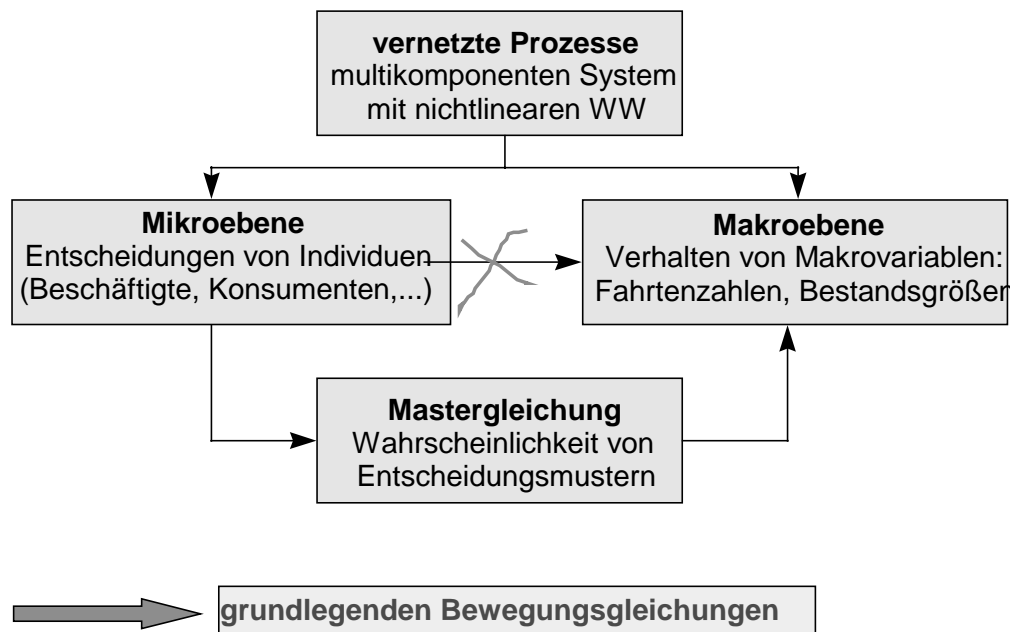 vernetzte Prozesse
multikomponenten System
mit nichtlinearen WW
Mikroebene
Entscheidungen von Individuen
(Beschäftigte, Konsumenten,...)
Makroebene
Verhalten von Makrovariablen:
Fahrtenzahlen, Bestandsgrößen
Mastergleichung
Wahrscheinlichkeit von
Entscheidungsmustern
grundlegenden Bewegungsgleichungen